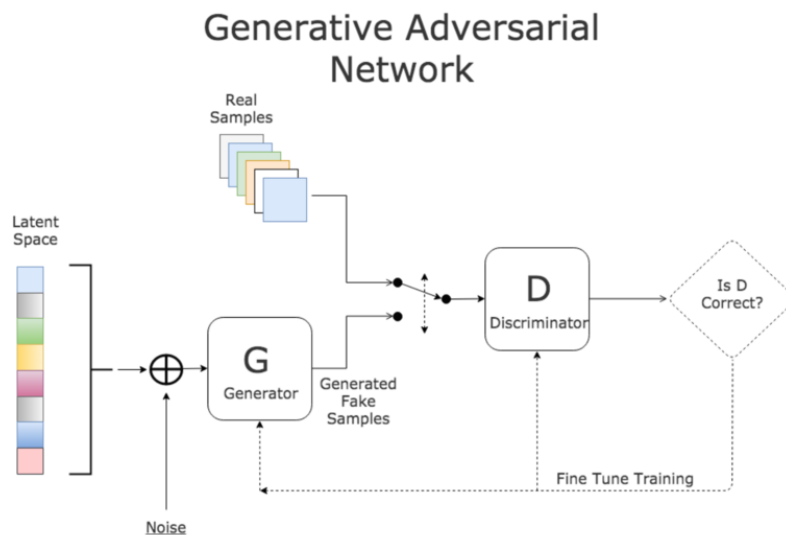 Generative Adversarial
Network
Real
Samples
Latent
Space
D
Discriminator
Is D
Correct?
G
Generator
Generated
Fake
Samples
Fine Tune Training
Noise